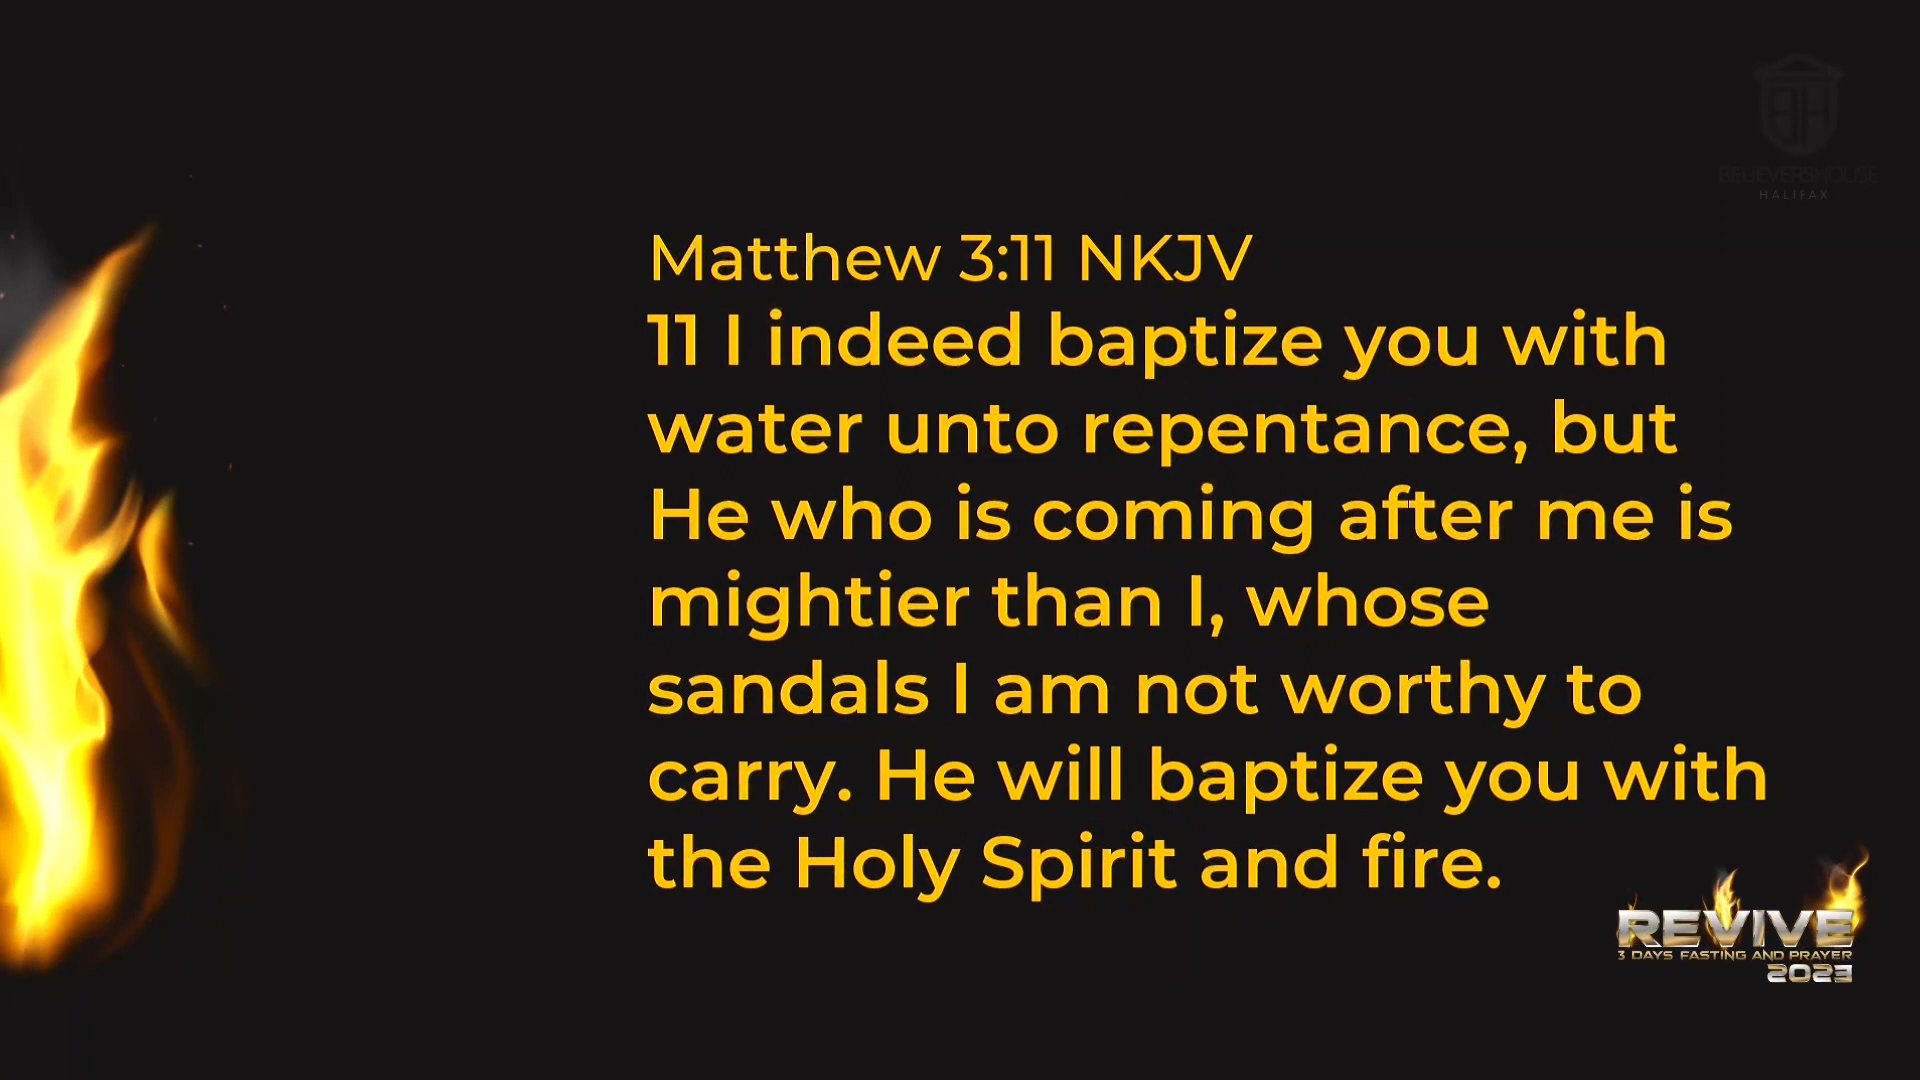 BELIEVERSHOUSE
HALIFAX
Matthew 3:11 NKJV
11 I indeed baptize you with
water unto repentance, but
He who is coming after me is
mightier than I, whose
sandals I am not worthy to
carry. He will baptize you with
the Holy Spirit and fire.
REVIVE
3 DAYS FASTING AND PRAYER
2023